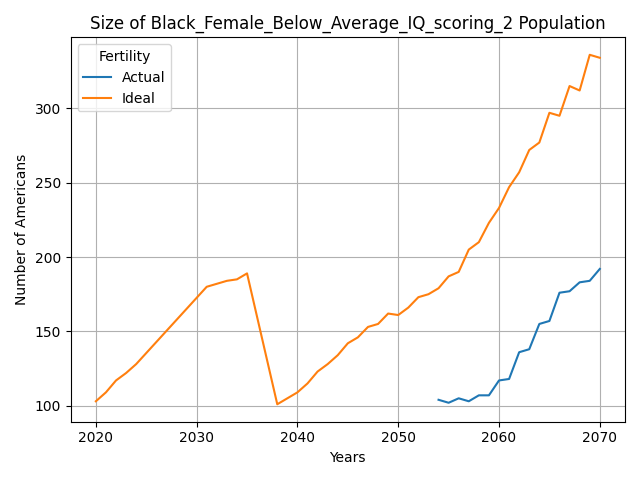 Size of Black_Female_Below_Average_IQ_scoring_2 Population
Fertility
Actual
Ideal
Number of Americans
300
250
200
150
100
2020
2030
2040
2050
2060
2070
Years